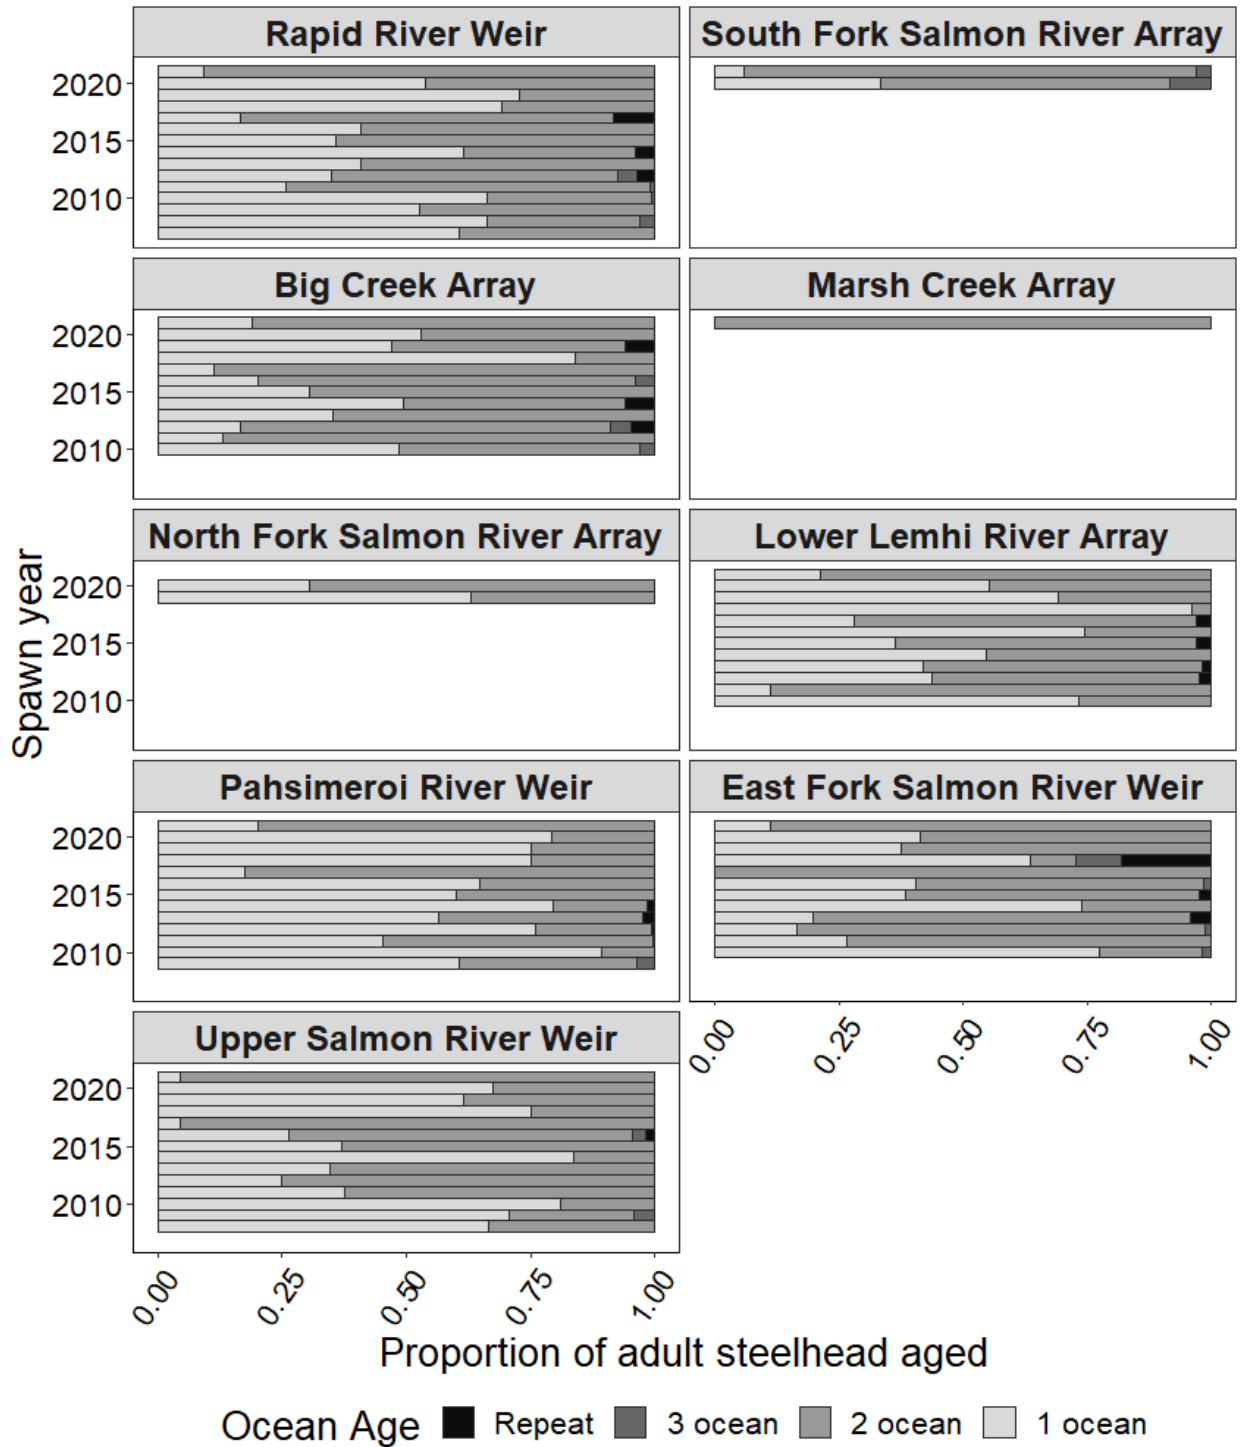 Rapid River Weir
South Fork Salmon River Array
2020
2015
2010
Big Creek Array
Marsh Creek Array
2020
2015
2010
North Fork Salmon River Array
Lower Lemhi River Array
2020
2015
2010
Pahsimeroi River Weir
East Fork Salmon River Weir
2020
2015
2010
0.00
0.25
0.50
0.75
1.00
Upper Salmon River Weir
2020
2015
2010
0.00
0.25
0.50
0.75
1.00
Spawn year
Proportion of adult steelhead aged
Ocean Age Repeat 3 ocean 2 ocean 1 ocean